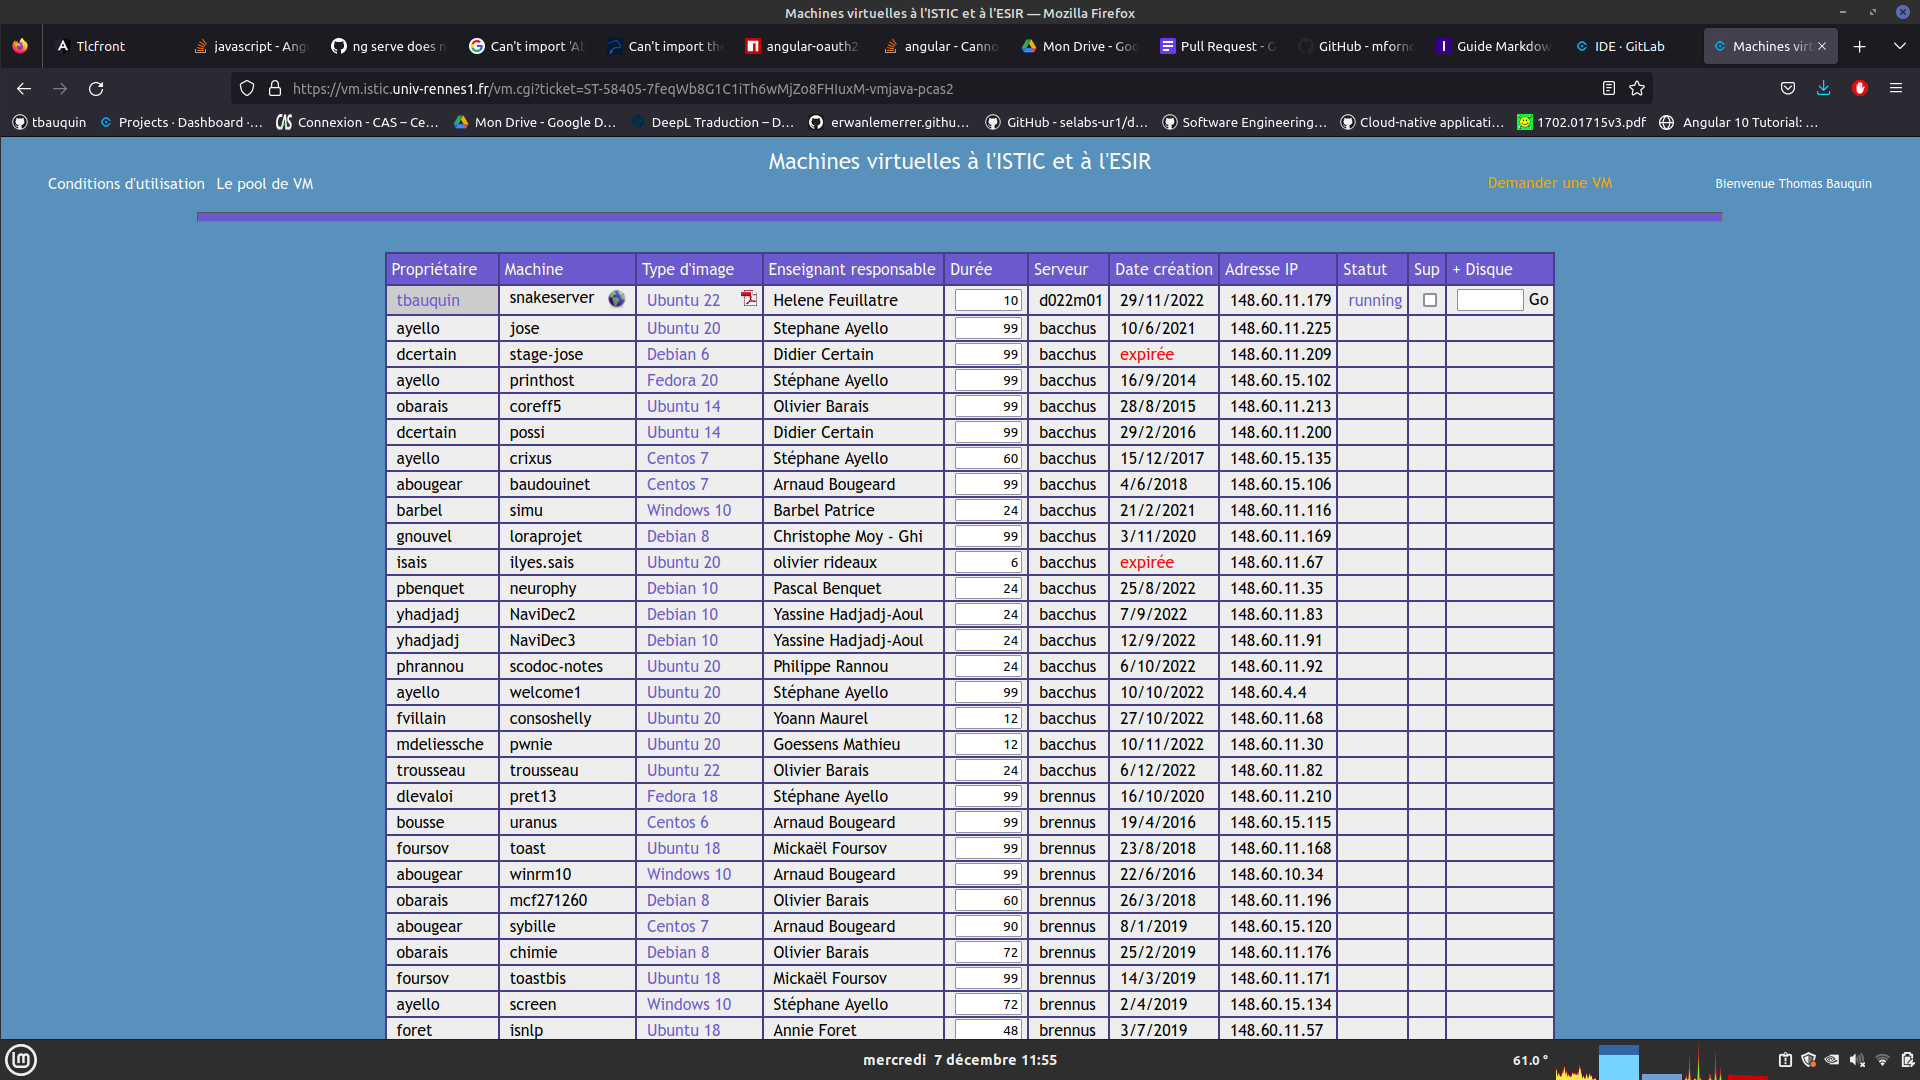 Machines virtuelles à l'ISTIC et à l'ESIR — Mozilla Firefox
Tlcfront javascript - Ang ng serve does n Can't import 'Ab Can't import the angular-oauth2- angular - Canno Mon Drive - Goo Pull Request - G GitHub - mforno Guide Markdow IDE · GitLab Machines virt
https://vm.istic.univ-rennes1.fr/vm.cgi?ticket=ST-58405-7feqWb8G1C1iTh6wMjZo8FHIuxM-vmjava-pcas2
tbauquin Projects · Dashboard ·… Connexion - CAS – Ce… Mon Drive - Google D… DeepL Traduction – D… erwanlemerrer.githu… GitHub - selabs-ur1/d… Software Engineering… Cloud-native applicati… 1702.01715v3.pdf Angular 10 Tutorial: …
Machines virtuelles à l'ISTIC et à l'ESIR
Conditions d'utilisation Le pool de VM Demander une VM Bienvenue Thomas Bauquin
Propriétaire Machine Type d'image Enseignant responsable Durée Serveur Date création Adresse IP Statut Sup + Disque
tbauquin snakeserver Ubuntu 22 Helene Feuillatre 10 d022m01 29/11/2022 148.60.11.179 running Go
ayello jose Ubuntu 20 Stephane Ayello 99 bacchus 10/6/2021 148.60.11.225
dcertain stage-jose Debian 6 Didier Certain 99 bacchus expirée 148.60.11.209
ayello printhost Fedora 20 Stéphane Ayello 99 bacchus 16/9/2014 148.60.15.102
obarais coreff5 Ubuntu 14 Olivier Barais 99 bacchus 28/8/2015 148.60.11.213
dcertain possi Ubuntu 14 Didier Certain 99 bacchus 29/2/2016 148.60.11.200
ayello crixus Centos 7 Stéphane Ayello 60 bacchus 15/12/2017 148.60.15.135
abougear baudouinet Centos 7 Arnaud Bougeard 99 bacchus 4/6/2018 148.60.15.106
barbel simu Windows 10 Barbel Patrice 24 bacchus 21/2/2021 148.60.11.116
gnouvel loraprojet Debian 8 Christophe Moy - Ghi 99 bacchus 3/11/2020 148.60.11.169
isais ilyes.sais Ubuntu 20 olivier rideaux 6 bacchus expirée 148.60.11.67
pbenquet neurophy Debian 10 Pascal Benquet 24 bacchus 25/8/2022 148.60.11.35
yhadjadj NaviDec2 Debian 10 Yassine Hadjadj-Aoul 24 bacchus 7/9/2022 148.60.11.83
yhadjadj NaviDec3 Debian 10 Yassine Hadjadj-Aoul 24 bacchus 12/9/2022 148.60.11.91
phrannou scodoc-notes Ubuntu 20 Philippe Rannou 24 bacchus 6/10/2022 148.60.11.92
ayello welcome1 Ubuntu 20 Stéphane Ayello 99 bacchus 10/10/2022 148.60.4.4
fvillain consoshelly Ubuntu 20 Yoann Maurel 12 bacchus 27/10/2022 148.60.11.68
mdeliessche pwnie Ubuntu 20 Goessens Mathieu 12 bacchus 10/11/2022 148.60.11.30
trousseau trousseau Ubuntu 22 Olivier Barais 24 bacchus 6/12/2022 148.60.11.82
dlevaloi pret13 Fedora 18 Stéphane Ayello 99 brennus 16/10/2020 148.60.11.210
bousse uranus Centos 6 Arnaud Bougeard 99 brennus 19/4/2016 148.60.15.115
foursov toast Ubuntu 18 Mickaël Foursov 99 brennus 23/8/2018 148.60.11.168
abougear winrm10 Windows 10 Arnaud Bougeard 99 brennus 22/6/2016 148.60.10.34
obarais mcf271260 Debian 8 Olivier Barais 60 brennus 26/3/2018 148.60.11.196
abougear sybille Centos 7 Arnaud Bougeard 90 brennus 8/1/2019 148.60.15.120
obarais chimie Debian 8 Olivier Barais 72 brennus 25/2/2019 148.60.11.176
foursov toastbis Ubuntu 18 Mickaël Foursov 99 brennus 14/3/2019 148.60.11.171
ayello screen Windows 10 Stéphane Ayello 72 brennus 2/4/2019 148.60.15.134
foret isnlp Ubuntu 18 Annie Foret 48 brennus 3/7/2019 148.60.11.57
mercredi 7 décembre 11:55 61.0 °